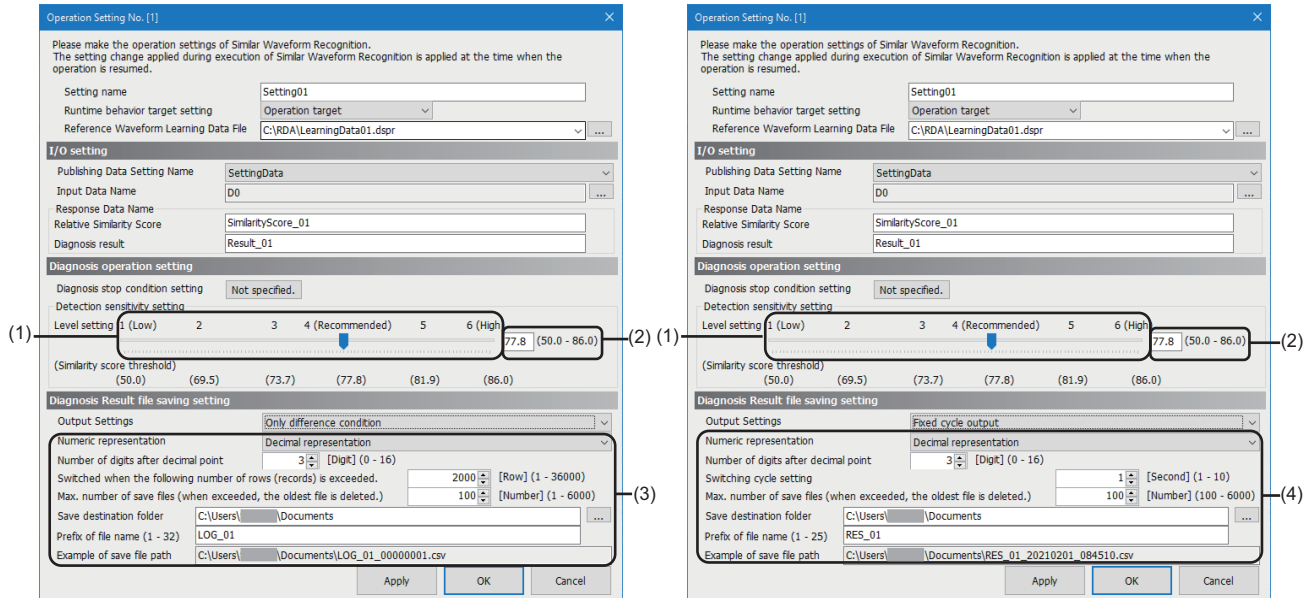 Operation Setting No. [1]
Please make the operation settings of Similar Waveform Recognition.
The setting change applied during execution of Similar Waveform Recognition is applied at the time when the
operation is resumed.
Setting name Setting01
Runtime behavior target setting Operation target
Reference Waveform Learning Data File C:\RDA\LearningData01.dspr ...
I/O setting
Publishing Data Setting Name SettingData
Input Data Name D0 ...
Response Data Name
Relative Similarity Score SimilarityScore_01
Diagnosis result Result_01
Diagnosis operation setting
Diagnosis stop condition setting Not specified.
Detection sensitivity setting
(1) Level setting 1 (Low) 2 3 4 (Recommended) 5 6 (High
77.8 (50.0 - 86.0) (2)
(Similarity score threshold)
(50.0) (69.5) (73.7) (77.8) (81.9) (86.0)
Diagnosis Result file saving setting
Output Settings Only difference condition
Numeric representation Decimal representation
Number of digits after decimal point 3 [Digit] (0 - 16)
Switched when the following number of rows (records) is exceeded. 2000 [Row] (1 - 36000)
Max. number of save files (when exceeded, the oldest file is deleted.) 100 [Number] (1 - 6000) (3)
Save destination folder C:\Users\ \Documents ...
Prefix of file name (1 - 32) LOG_01
Example of save file path C:\Users\ \Documents\LOG_01_00000001.csv
Apply OK Cancel
Operation Setting No. [1]
Please make the operation settings of Similar Waveform Recognition.
The setting change applied during execution of Similar Waveform Recognition is applied at the time when the
operation is resumed.
Setting name Setting01
Runtime behavior target setting Operation target
Reference Waveform Learning Data File C:\RDA\LearningData01.dspr ...
I/O setting
Publishing Data Setting Name SettingData
Input Data Name D0 ...
Response Data Name
Relative Similarity Score SimilarityScore_01
Diagnosis result Result_01
Diagnosis operation setting
Diagnosis stop condition setting Not specified.
Detection sensitivity setting
(1) Level setting 1 (Low) 2 3 4 (Recommended) 5 6 (High
77.8 (50.0 - 86.0) (2)
(Similarity score threshold)
(50.0) (69.5) (73.7) (77.8) (81.9) (86.0)
Diagnosis Result file saving setting
Output Settings Fixed cycle output
Numeric representation Decimal representation
Number of digits after decimal point 3 [Digit] (0 - 16)
Switching cycle setting 1 [Second] (1 - 10)
Max. number of save files (when exceeded, the oldest file is deleted.) 100 [Number] (100 - 6000) (4)
Save destination folder C:\Users\ \Documents ...
Prefix of file name (1 - 25) RES_01
Example of save file path C:\Users\ \Documents\RES_01_20210201_084510.csv
Apply OK Cancel